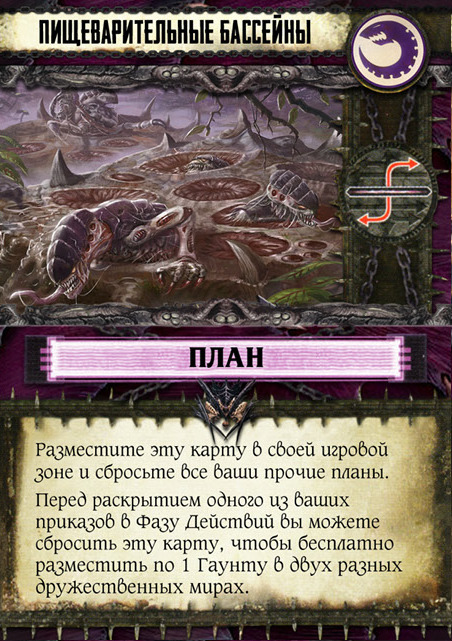 ПИЩЕВАРИТЕЛЬНЫЕ БАССЕЙНЫ
ПЛАН
Разместите эту карту в своей игровой
зоне и сбросьте все ваши прочие планы.
Перед раскрытием одного из ваших
приказов в Фазу Действий вы можете
сбросить эту карту, чтобы бесплатно
разместить по 1 Гаунту в двух разных
дружественных мирах.